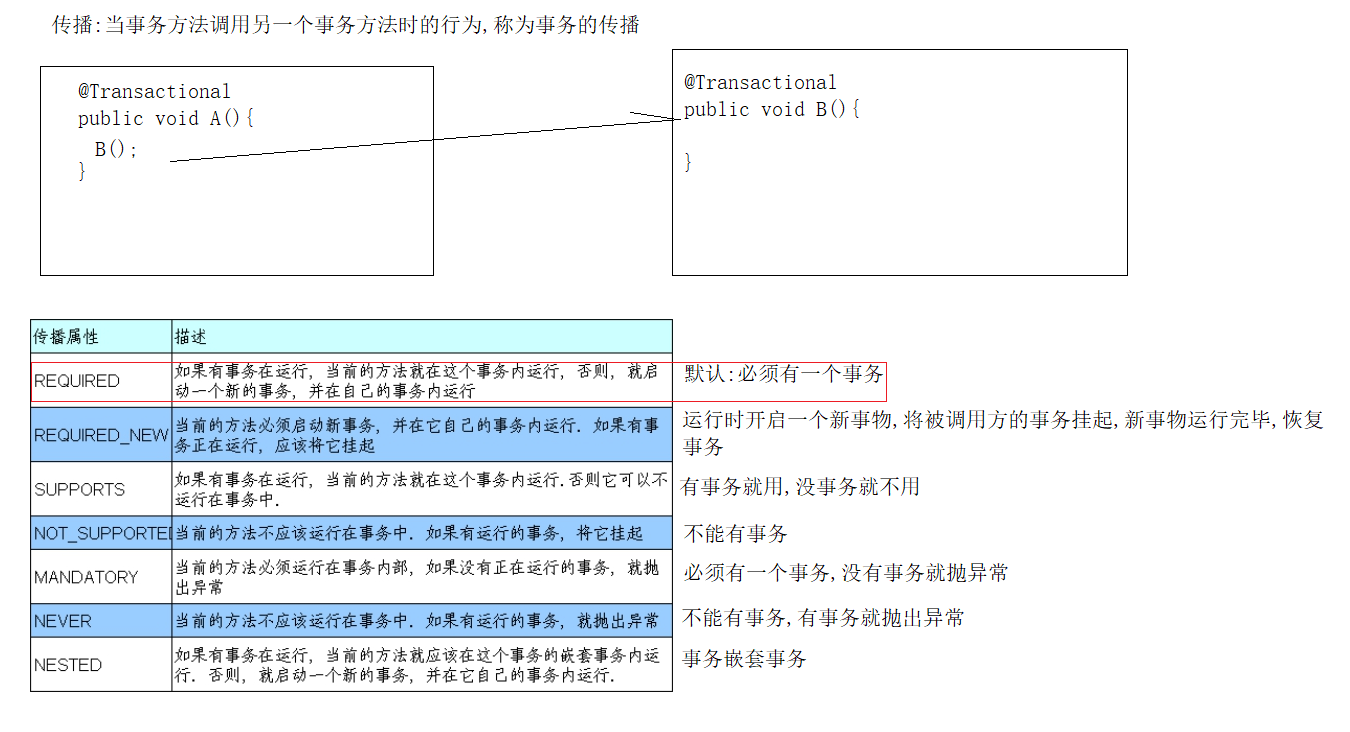 传播:当事务方法调用另一个事务方法时的行为,称为事务的传播
@Transactional
public void A(){
B();
}
@Transactional
public void B(){
}
传播属性 描述
REQUIRED 如果有事务在运行, 当前的方法就在这个事务内运行, 否则, 就启
动一个新的事务, 并在自己的事务内运行
默认:必须有一个事务
REQUIRED_NEW 当前的方法必须启动新事务, 并在它自己的事务内运行. 如果有事
务正在运行, 应该将它挂起
运行时开启一个新事物,将被调用方的事务挂起,新事物运行完毕,恢复
事务
SUPPORTS 如果有事务在运行, 当前的方法就在这个事务内运行.否则它可以不
运行在事务中.
有事务就用,没事务就不用
NOT_SUPPORTED 当前的方法不应该运行在事务中. 如果有运行的事务, 将它挂起
不能有事务
MANDATORY 当前的方法必须运行在事务内部, 如果没有正在运行的事务, 就抛
出异常
必须有一个事务,没有事务就抛异常
NEVER 当前的方法不应该运行在事务中. 如果有运行的事务, 就抛出异常
不能有事务,有事务就抛出异常
NESTED 如果有事务在运行, 当前的方法就应该在这个事务的嵌套事务内运
行. 否则, 就启动一个新的事务, 并在它自己的事务内运行.
事务嵌套事务